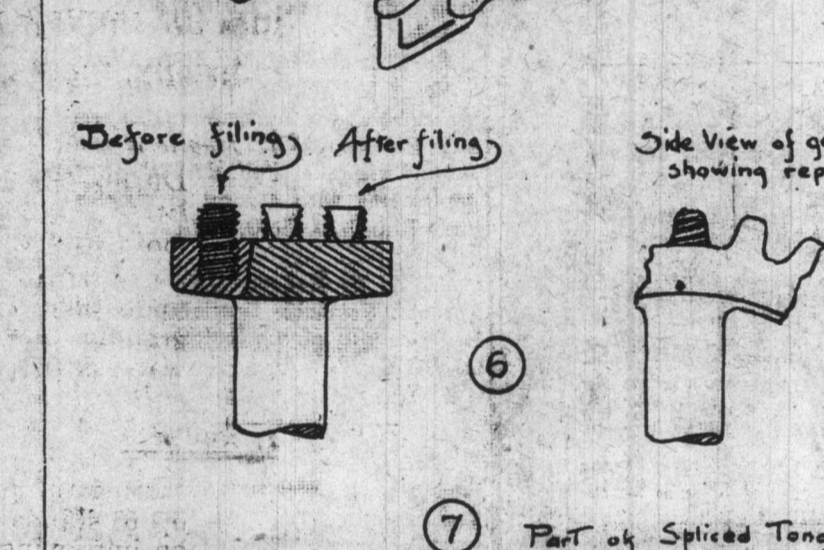 Before filing
After filing
Side View of
showing
6
7
Part of Spliced